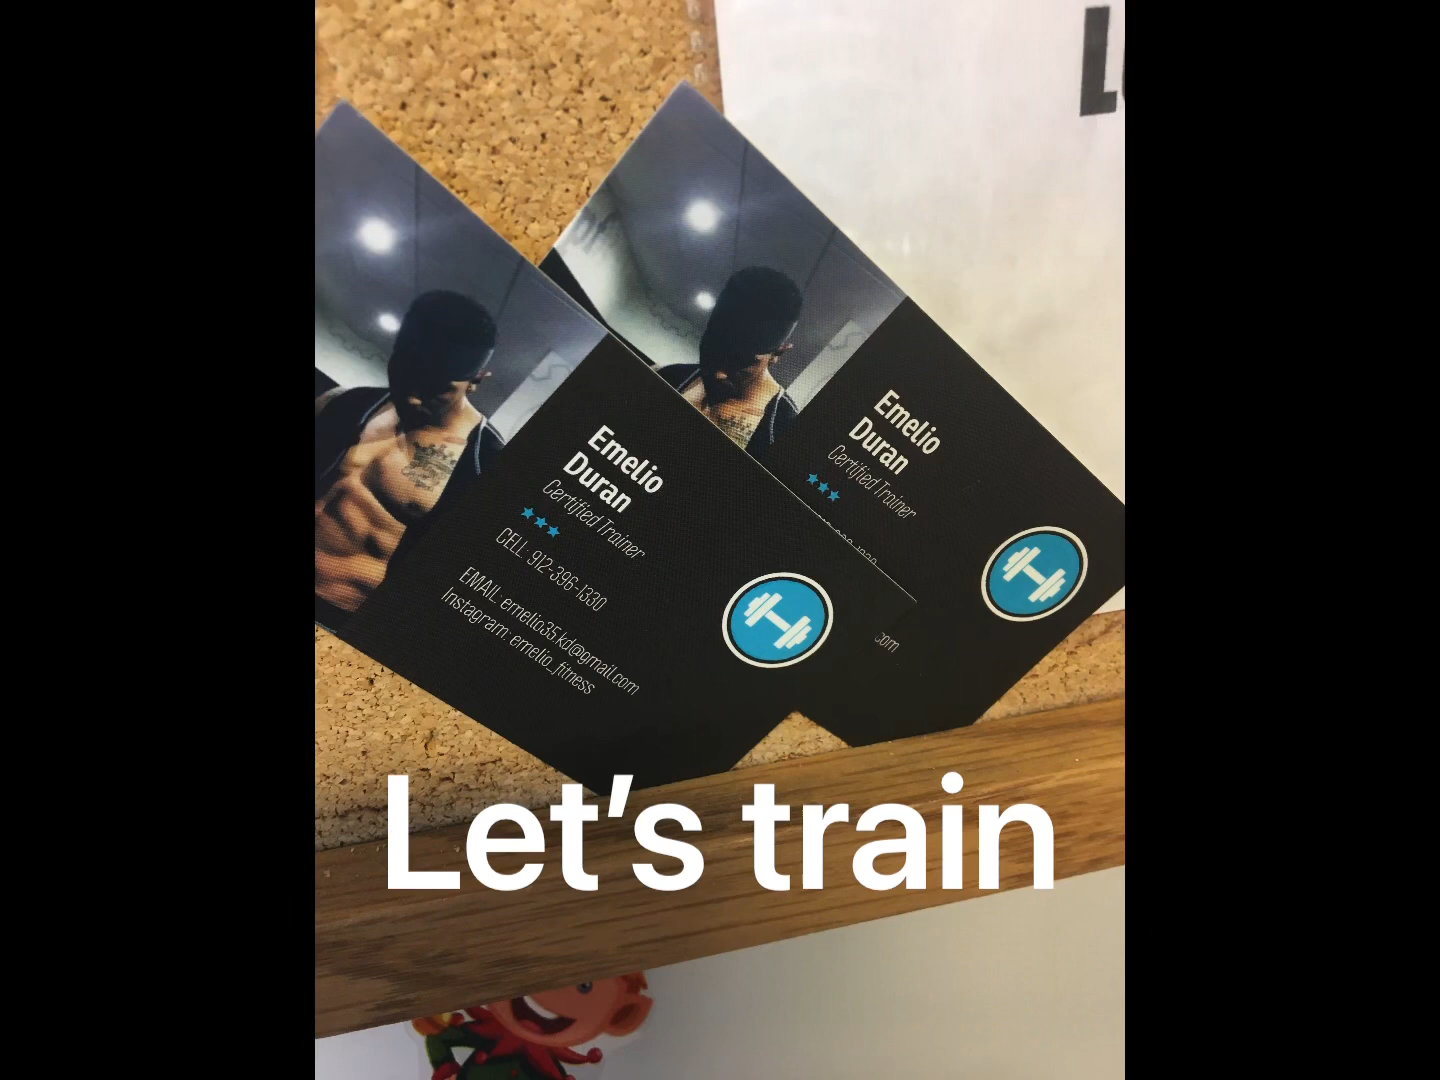 L
Emelio
Duran
Certified Trainer
CELL: 912-396-1330
EMAIL: emelio35.kd@gmail.com
Instagram: emelio_fitness
Emelio
Duran
Certified Trainer
com
Let's train